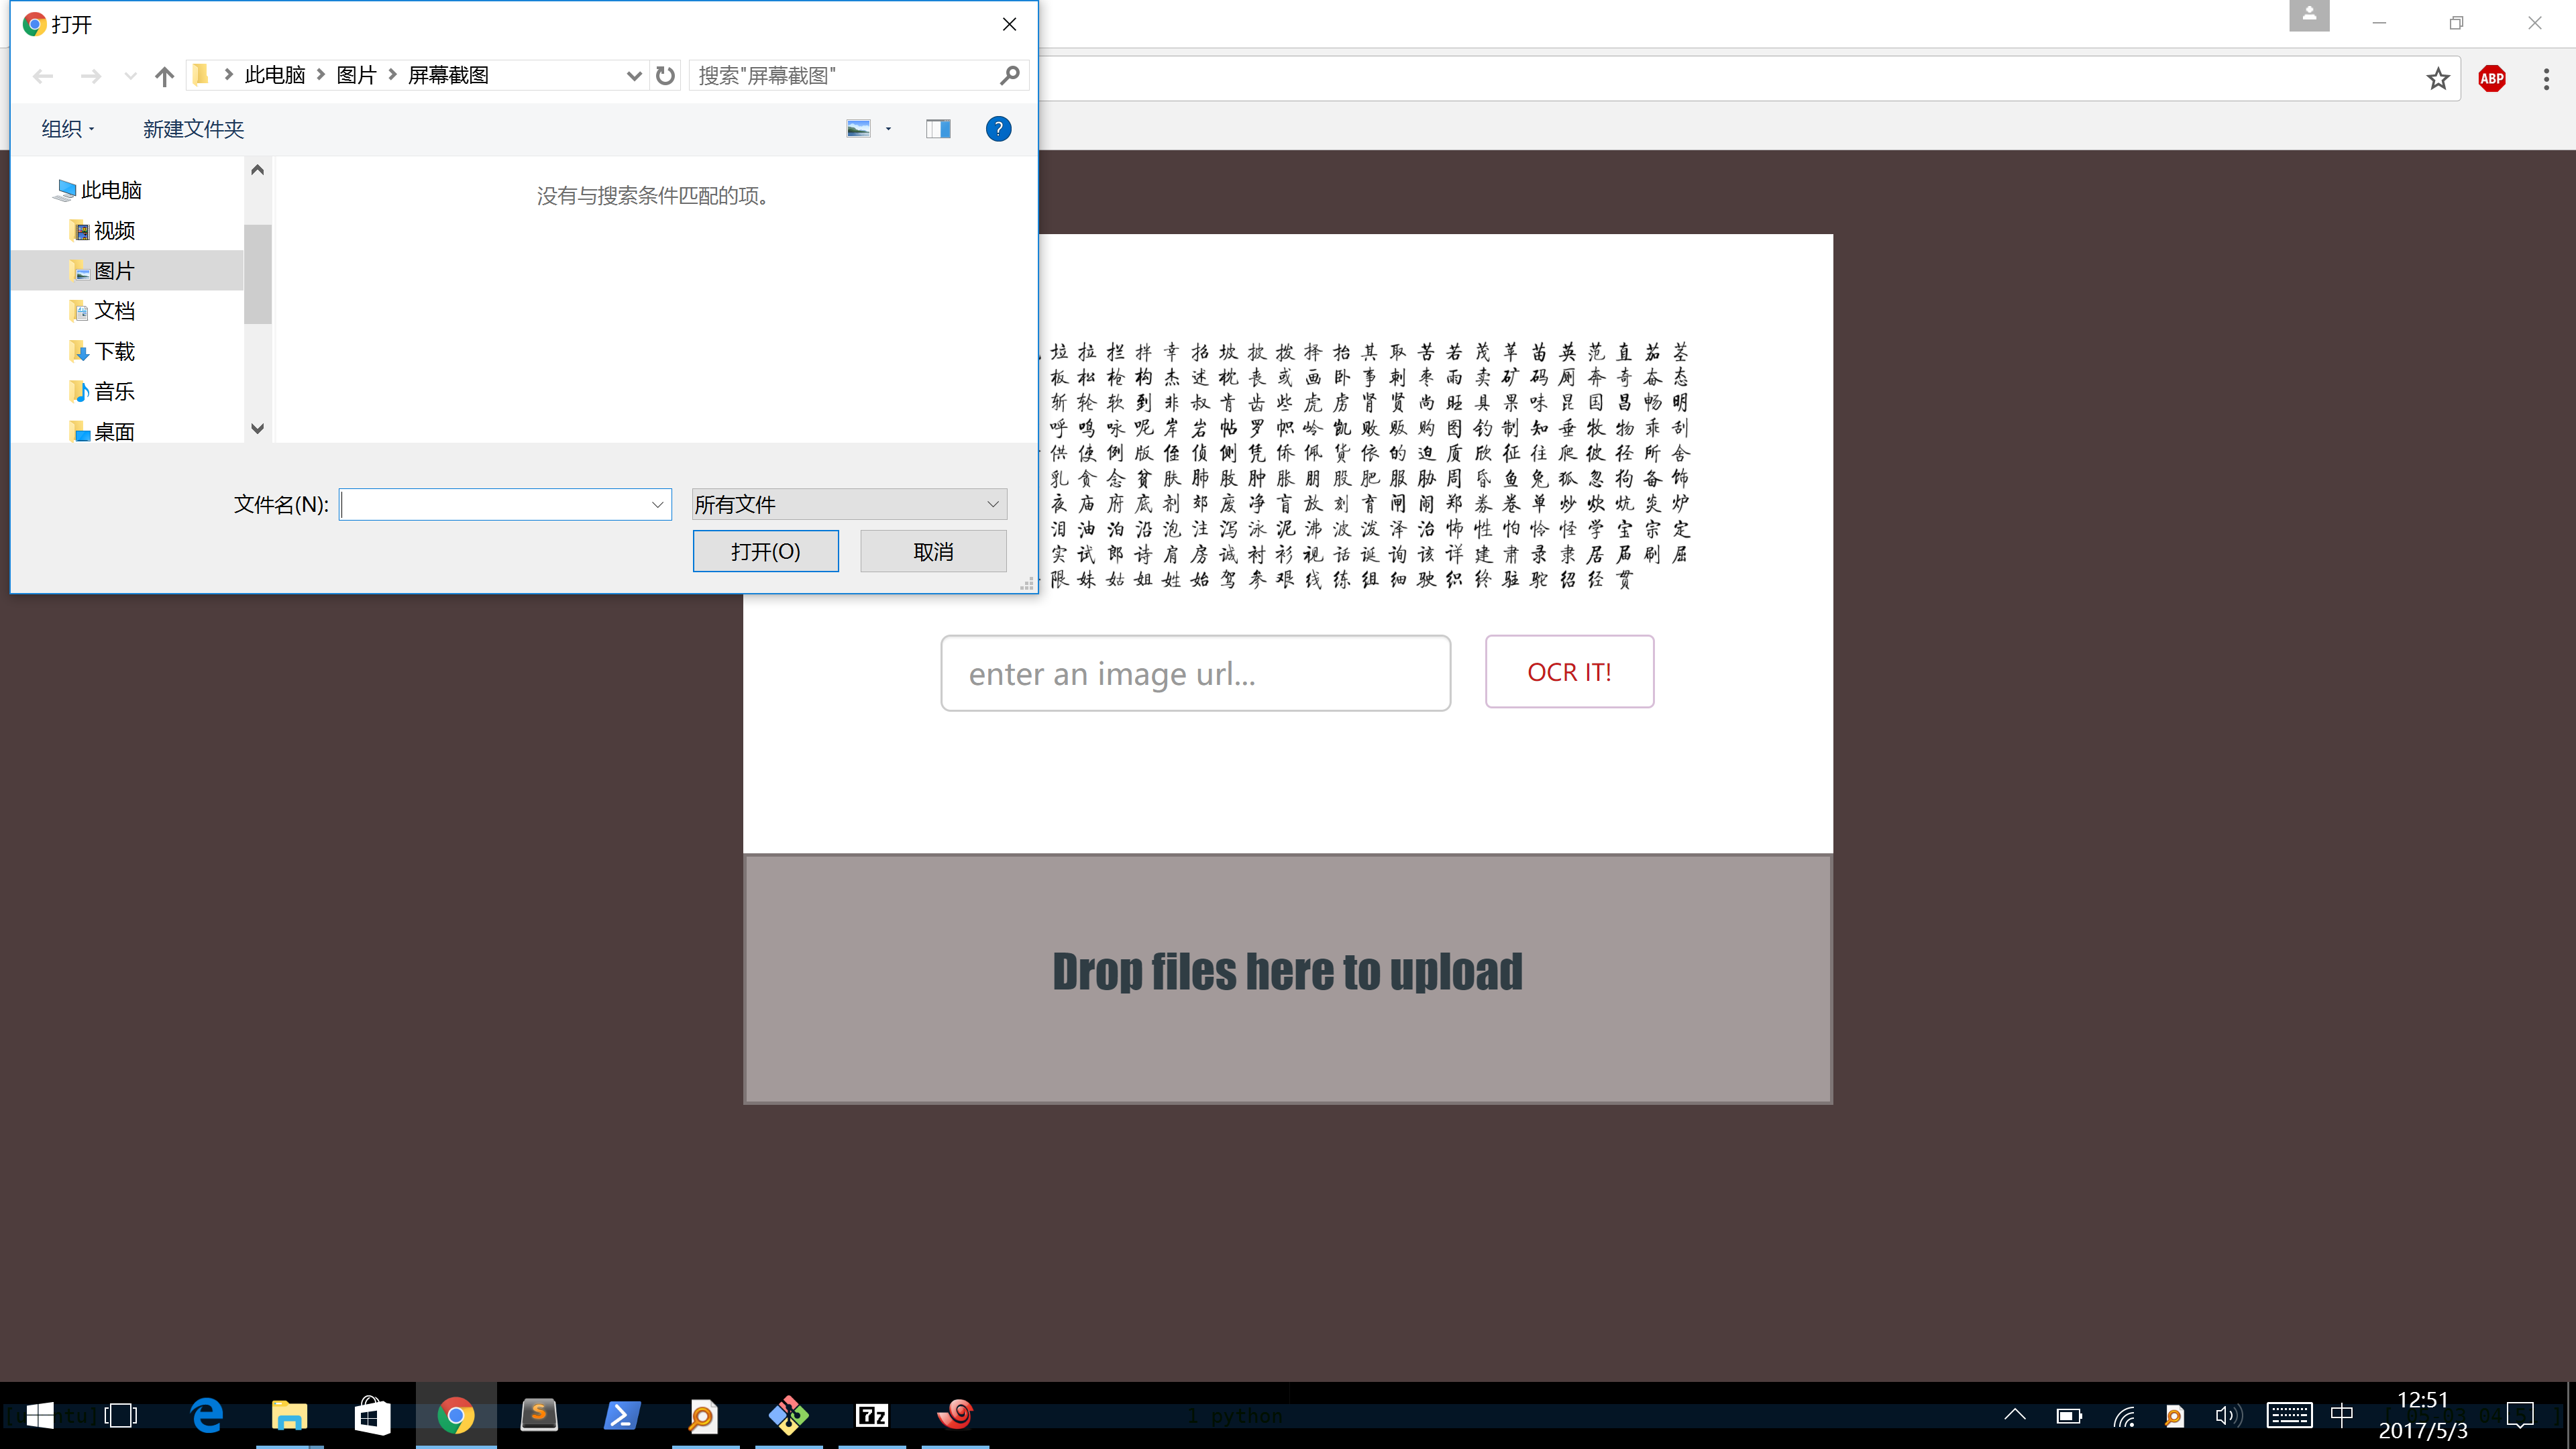 打开
此电脑 图片 屏幕截图
搜索"屏幕截图"
ABP
组织 新建文件夹
?
此电脑
视频
图片
文档
下载
音乐
桌面
没有与搜索条件匹配的项。
文件名(N):
所有文件
打开(O) 取消
垃 拉 拦 拌 幸 招 坡 披 拨 择 抬 其 取 苦 若 茂 苹 苗 英 范 直 茄 茎
板 松 枪 构 杰 述 枕 丧 或 画 卧 事 刺 枣 雨 卖 矿 码 厕 奔 奇 奋 态
斩 轮 软 到 非 叔 肯 齿 些 虎 虏 肾 贤 尚 旺 具 果 味 昆 国 昌 畅 明
呼 鸣 咏 呢 岸 岩 帖 罗 帜 岭 凯 败 贩 购 图 钓 制 知 垂 牧 物 乖 刮
供 使 例 版 侄 侦 侧 凭 侨 佩 货 依 的 迫 质 欣 征 往 爬 彼 径 所 舍
乳 贪 念 贫 肤 肺 肢 肿 胀 朋 股 肥 服 胁 周 昏 鱼 兔 狐 忽 狗 备 饰
夜 庙 府 底 剂 郊 废 净 盲 放 刻 育 闸 闹 郑 券 卷 单 炒 炊 炕 炎 炉
泪 油 泊 沿 泡 注 泻 泳 泥 沸 波 泼 泽 治 怖 性 怕 怜 怪 学 宝 宗 定
实 试 郎 诗 肩 房 诚 衬 衫 视 话 诞 询 该 详 建 肃 录 隶 居 届 刷 屈
限 妹 姑 姐 姓 始 驾 参 艰 线 练 组 细 驶 织 终 驻 驼 绍 经 贯
enter an image url...
OCR IT!
Drop files here to upload
S
7z
1 python
中
12:51
2017/5/3